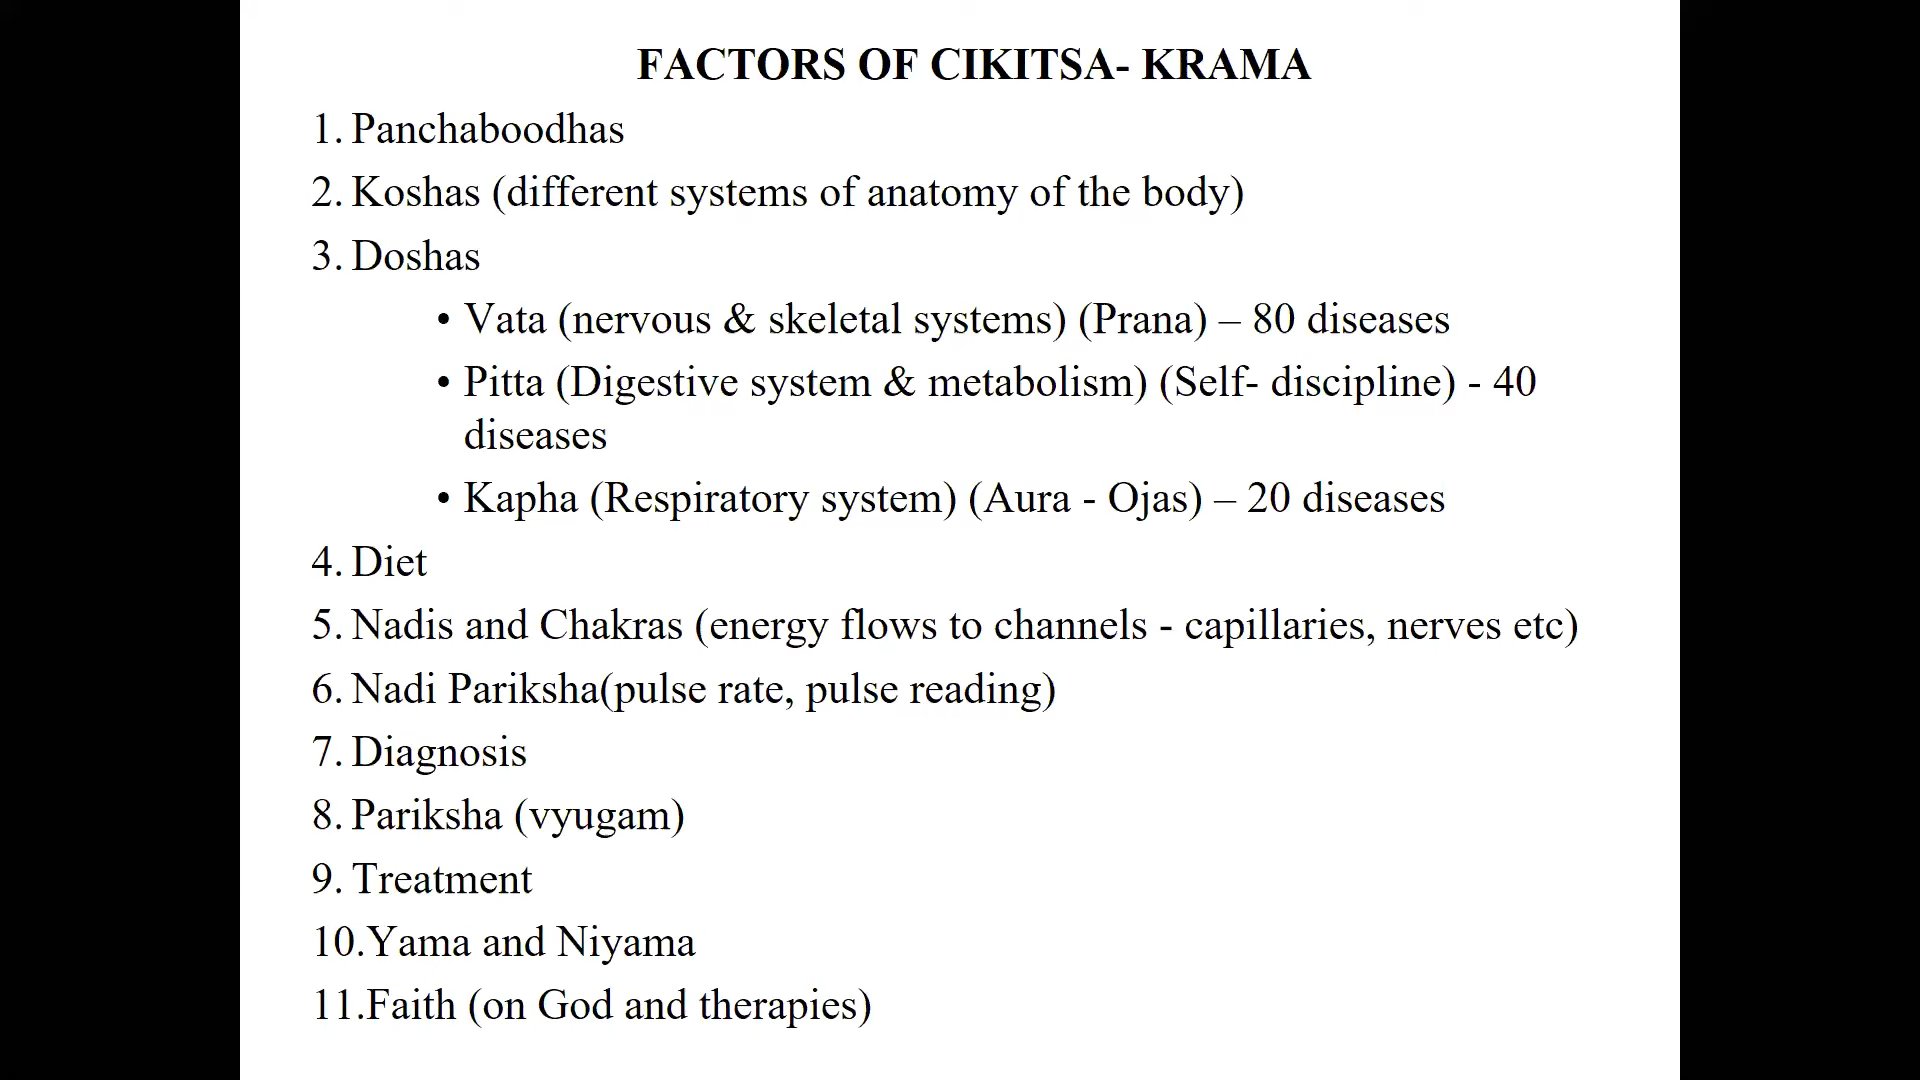 FACTORS OF CIKITSA- KRAMA
1. Panchaboodhas
2. Koshas (different systems of anatomy of the body)
3. Doshas
• Vata (nervous & skeletal systems) (Prana) – 80 diseases
• Pitta (Digestive system & metabolism) (Self- discipline) - 40
diseases
• Kapha (Respiratory system) (Aura - Ojas) – 20 diseases
4. Diet
5. Nadis and Chakras (energy flows to channels - capillaries, nerves etc)
6. Nadi Pariksha(pulse rate, pulse reading)
7. Diagnosis
8. Pariksha (vyugam)
9. Treatment
10.Yama and Niyama
11.Faith (on God and therapies)